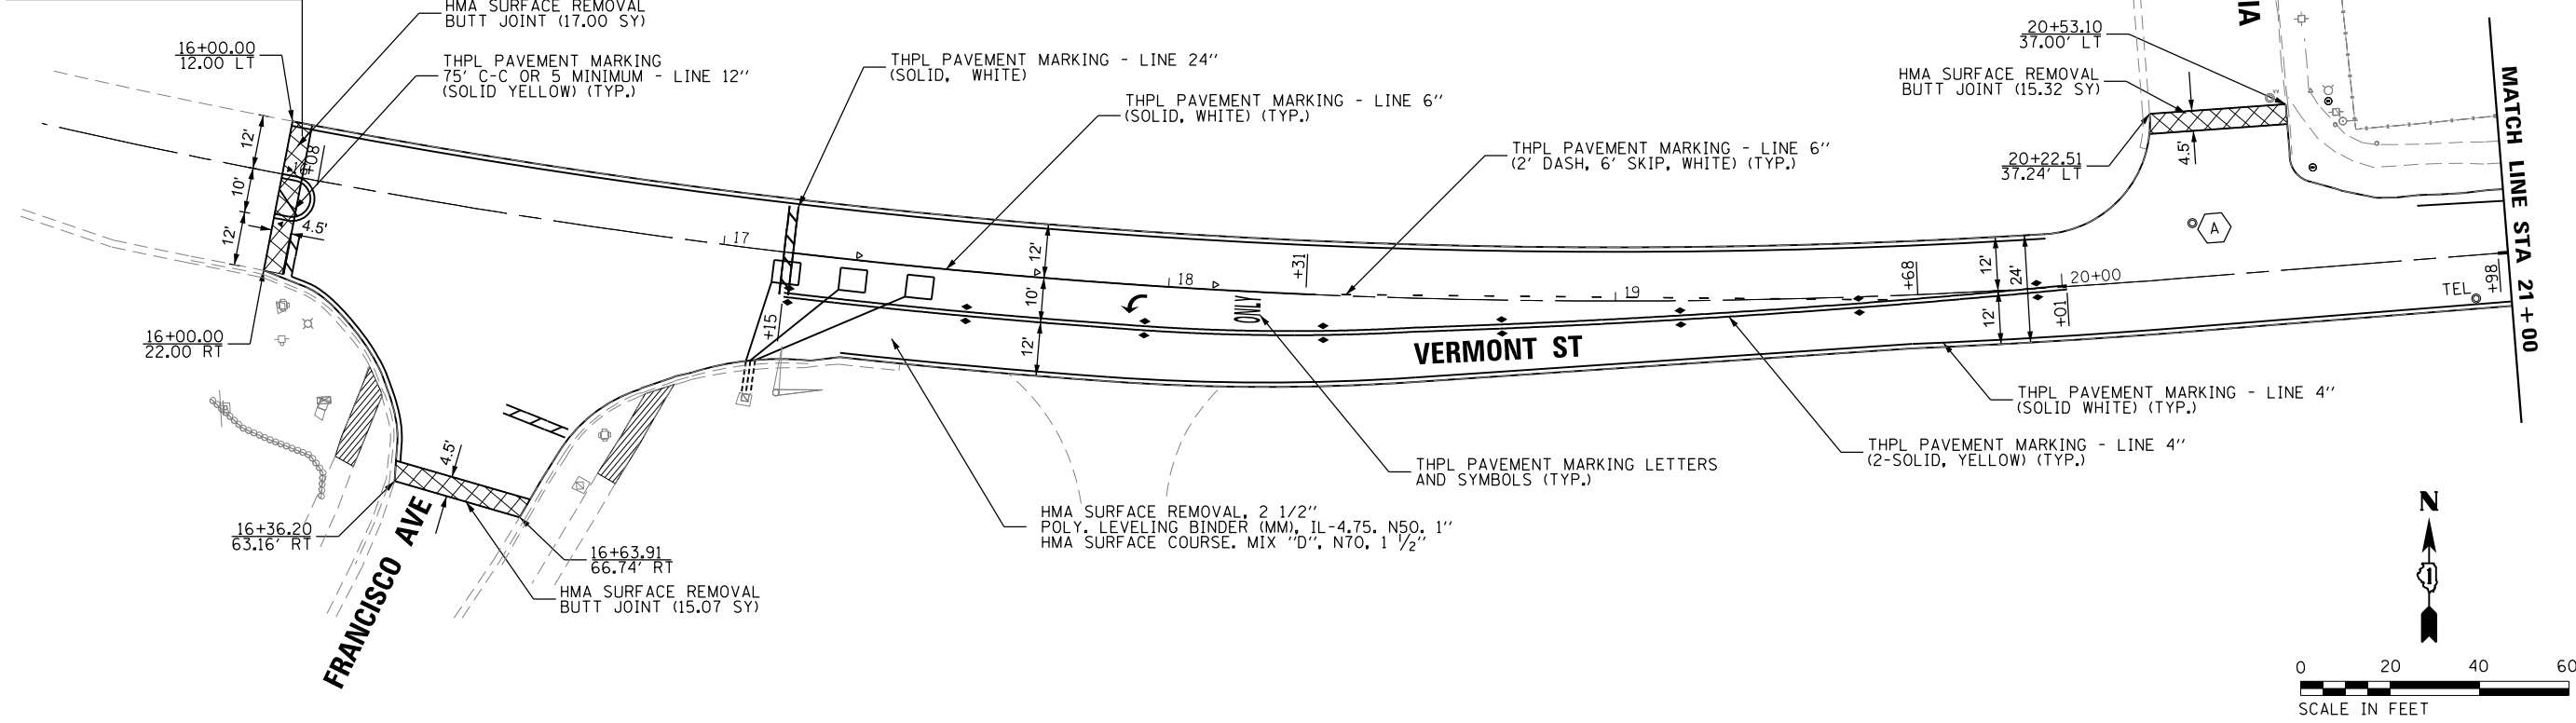 HMA SURFACE REMOVAL
BUTT JOINT (17.00 SY)
16+00.00
12.00 LT
THPL PAVEMENT MARKING
75' C-C OR 5 MINIMUM - LINE 12"
(SOLID YELLOW) (TYP.)
THPL PAVEMENT MARKING - LINE 24"
(SOLID, WHITE)
THPL PAVEMENT MARKING - LINE 6"
(SOLID, WHITE) (TYP.)
THPL PAVEMENT MARKING - LINE 6"
(2' DASH, 6' SKIP, WHITE) (TYP.)
20+53.10
37.00' LT
HMA SURFACE REMOVAL
BUTT JOINT (15.32 SY)
20+22.51
37.24' LT
4.5'
IA
MATCH LINE STA 21+00
12'
10'
12'
+08
4.5'
17
+15
12'
10'
12'
18
+31
ONLY
19
+68
12'
24'
12'
20+00
+01
A
TEL
+98
VERMONT ST
16+00.00
22.00 RT
4.5'
16+36.20
63.16' RT
FRANCISCO AVE
16+63.91
66.74' RT
HMA SURFACE REMOVAL
BUTT JOINT (15.07 SY)
HMA SURFACE REMOVAL, 2 1/2"
POLY. LEVELING BINDER (MM), IL-4.75, N50, 1"
HMA SURFACE COURSE, MIX "D", N70, 1 1/2"
THPL PAVEMENT MARKING LETTERS
AND SYMBOLS (TYP.)
THPL PAVEMENT MARKING - LINE 4"
(2-SOLID, YELLOW) (TYP.)
THPL PAVEMENT MARKING - LINE 4"
(SOLID WHITE) (TYP.)
N
1
0 20 40 60
SCALE IN FEET